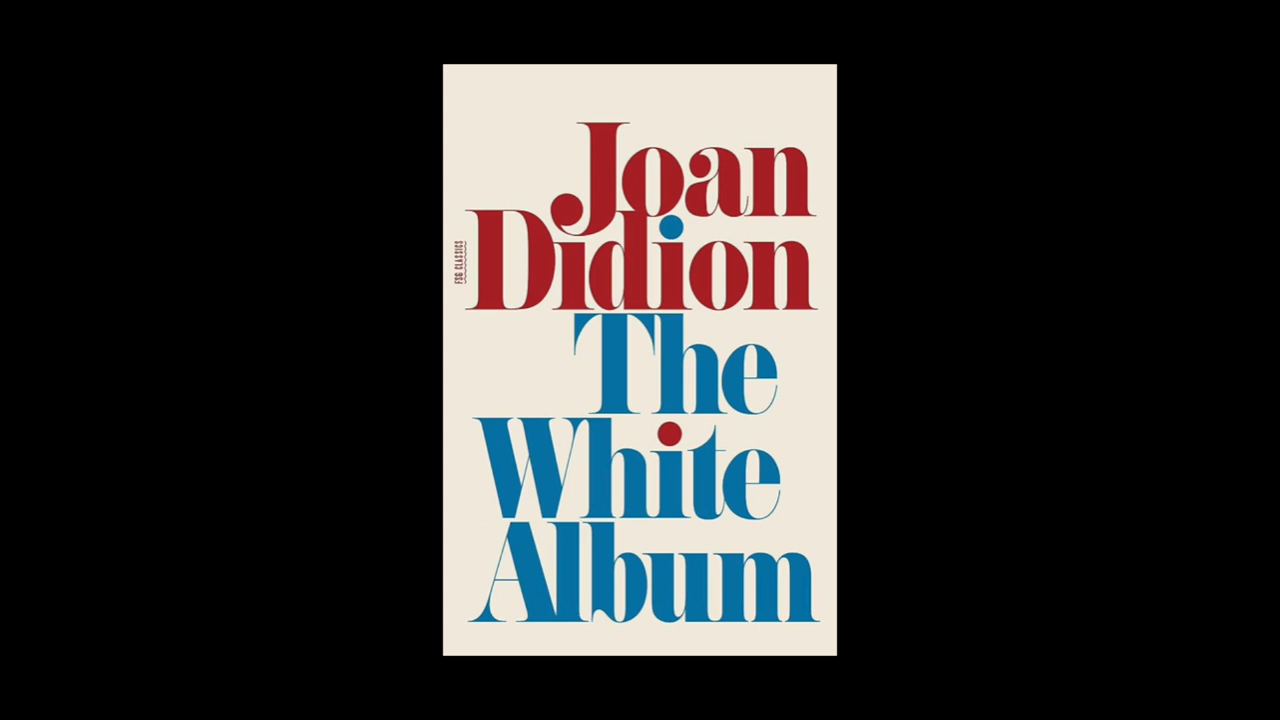 Joan
Didion
FSG CLASSICS
The
White
Album